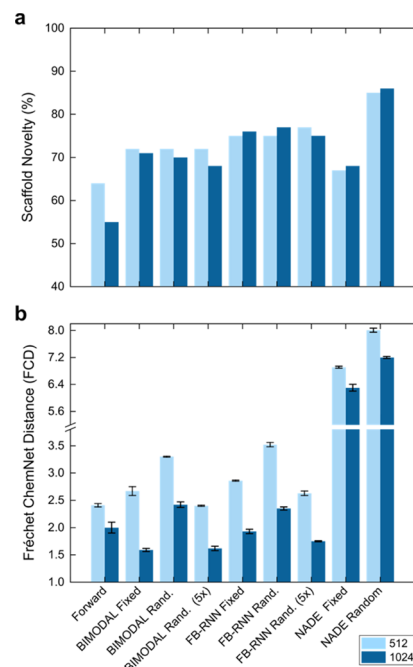 a
100
90
80
70
60
50
40
Scaffold Novelty (%)
b
8.0
7.2
6.4
5.6
3.5
3.0
2.5
2.0
1.5
1.0
Fréchet ChemNet Distance (FCD)
Forward
BIMODAL Fixed
BIMODAL Rand.
BIMODAL Rand. (5x)
FB-RNN Fixed
FB-RNN Rand.
FB-RNN Rand. (5x)
NADE Fixed
NADE Random
512
1024